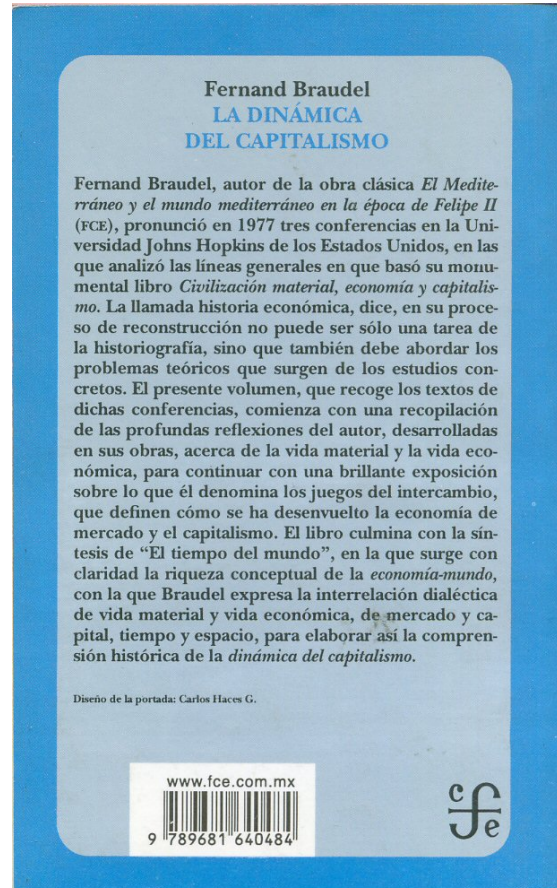 Fernand Braudel
LA DINÁMICA
DEL CAPITALISMO
Fernand Braudel, autor de la obra clásica El Medite-
rráneo y el mundo mediterráneo en la época de Felipe II
(FCE), pronunció en 1977 tres conferencias en la Uni-
versidad Johns Hopkins de los Estados Unidos, en las
que analizó las líneas generales en que basó su monu-
mental libro Civilización material, economía y capitalis-
mo. La llamada historia económica, dice, en su proce-
so de reconstrucción no puede ser sólo una tarea de
la historiografía, sino que también debe abordar los
problemas teóricos que surgen de los estudios con-
cretos. El presente volumen, que recoge los textos de
dichas conferencias, comienza con una recopilación
de las profundas reflexiones del autor, desarrolladas
en sus obras, acerca de la vida material y la vida eco-
nómica, para continuar con una brillante exposición
sobre lo que él denomina los juegos del intercambio,
que definen cómo se ha desenvuelto la economía de
mercado y el capitalismo. El libro culmina con la sín-
tesis de “El tiempo del mundo”, en la que surge con
claridad la riqueza conceptual de la economía-mundo,
con la que Braudel expresa la interrelación dialéctica
de vida material y vida económica, de mercado y ca-
pital, tiempo y espacio, para elaborar así la compren-
sión histórica de la dinámica del capitalismo.
Diseño de la portada: Carlos Haces G.
www.fce.com.mx
9 789681 640484
cfe